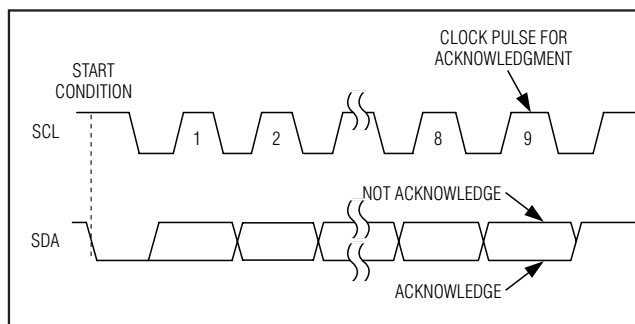 CLOCK PULSE FOR
ACKNOWLEDGMENT
START
CONDITION
SCL
1
2
8
9
NOT ACKNOWLEDGE
SDA
ACKNOWLEDGE